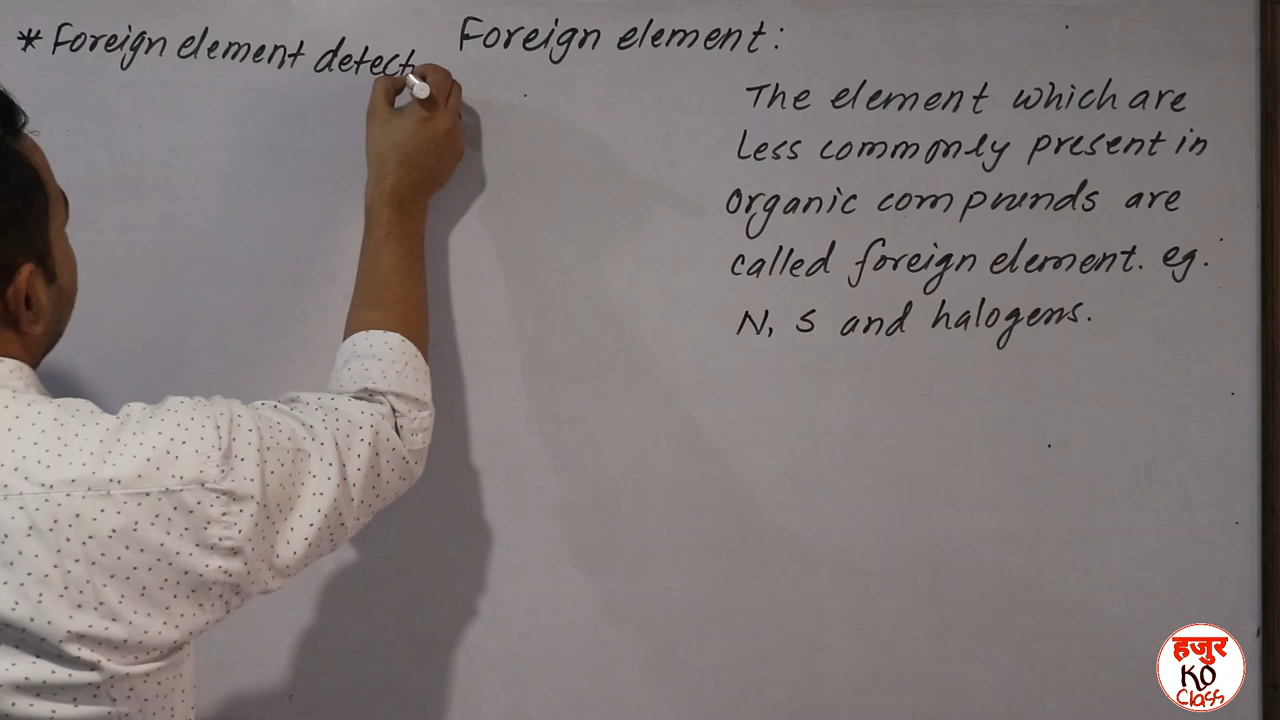 * Foreign element detect
Foreign element:
The element which are
Less commonly present in
organic compounds are
called foreign element. eg.
N, S and halogens.
हजुर
KO
Class